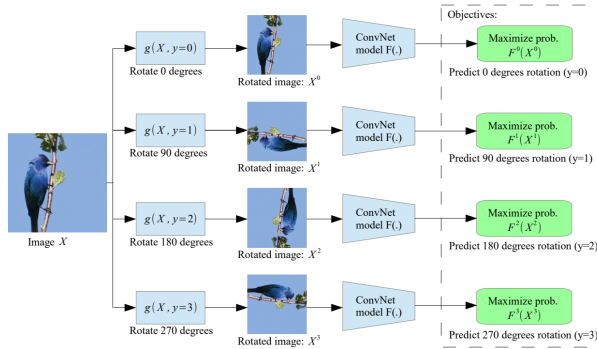 Objectives:
g(X, y=0)
Rotate 0 degrees
Rotated image: X⁰
ConvNet
model F(.)
Maximize prob.
F⁰(X⁰)
Predict 0 degrees rotation (y=0)
g(X, y=1)
Rotate 90 degrees
Rotated image: X¹
ConvNet
model F(.)
Maximize prob.
F¹(X¹)
Predict 90 degrees rotation (y=1)
Image X
g(X, y=2)
Rotate 180 degrees
Rotated image: X²
ConvNet
model F(.)
Maximize prob.
F²(X²)
Predict 180 degrees rotation (y=2)
g(X, y=3)
Rotate 270 degrees
Rotated image: X³
ConvNet
model F(.)
Maximize prob.
F³(X³)
Predict 270 degrees rotation (y=3)